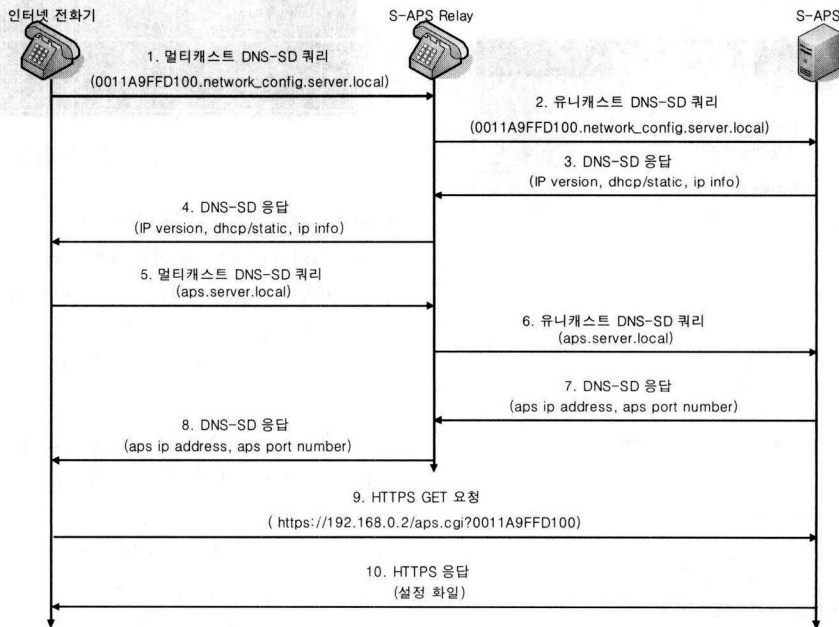 인터넷 전화기
S-APS Relay
S-APS
1. 멀티캐스트 DNS-SD 쿼리
(0011A9FFD100.network_config.server.local)
2. 유니캐스트 DNS-SD 쿼리
(0011A9FFD100.network_config.server.local)
3. DNS-SD 응답
(IP version, dhcp/static, ip info)
4. DNS-SD 응답
(IP version, dhcp/static, ip info)
5. 멀티캐스트 DNS-SD 쿼리
(aps.server.local)
6. 유니캐스트 DNS-SD 쿼리
(aps.server.local)
7. DNS-SD 응답
(aps ip address, aps port number)
8. DNS-SD 응답
(aps ip address, aps port number)
9. HTTPS GET 요청
( https://192.168.0.2/aps.cgi?0011A9FFD100)
10. HTTPS 응답
(설정 화일)